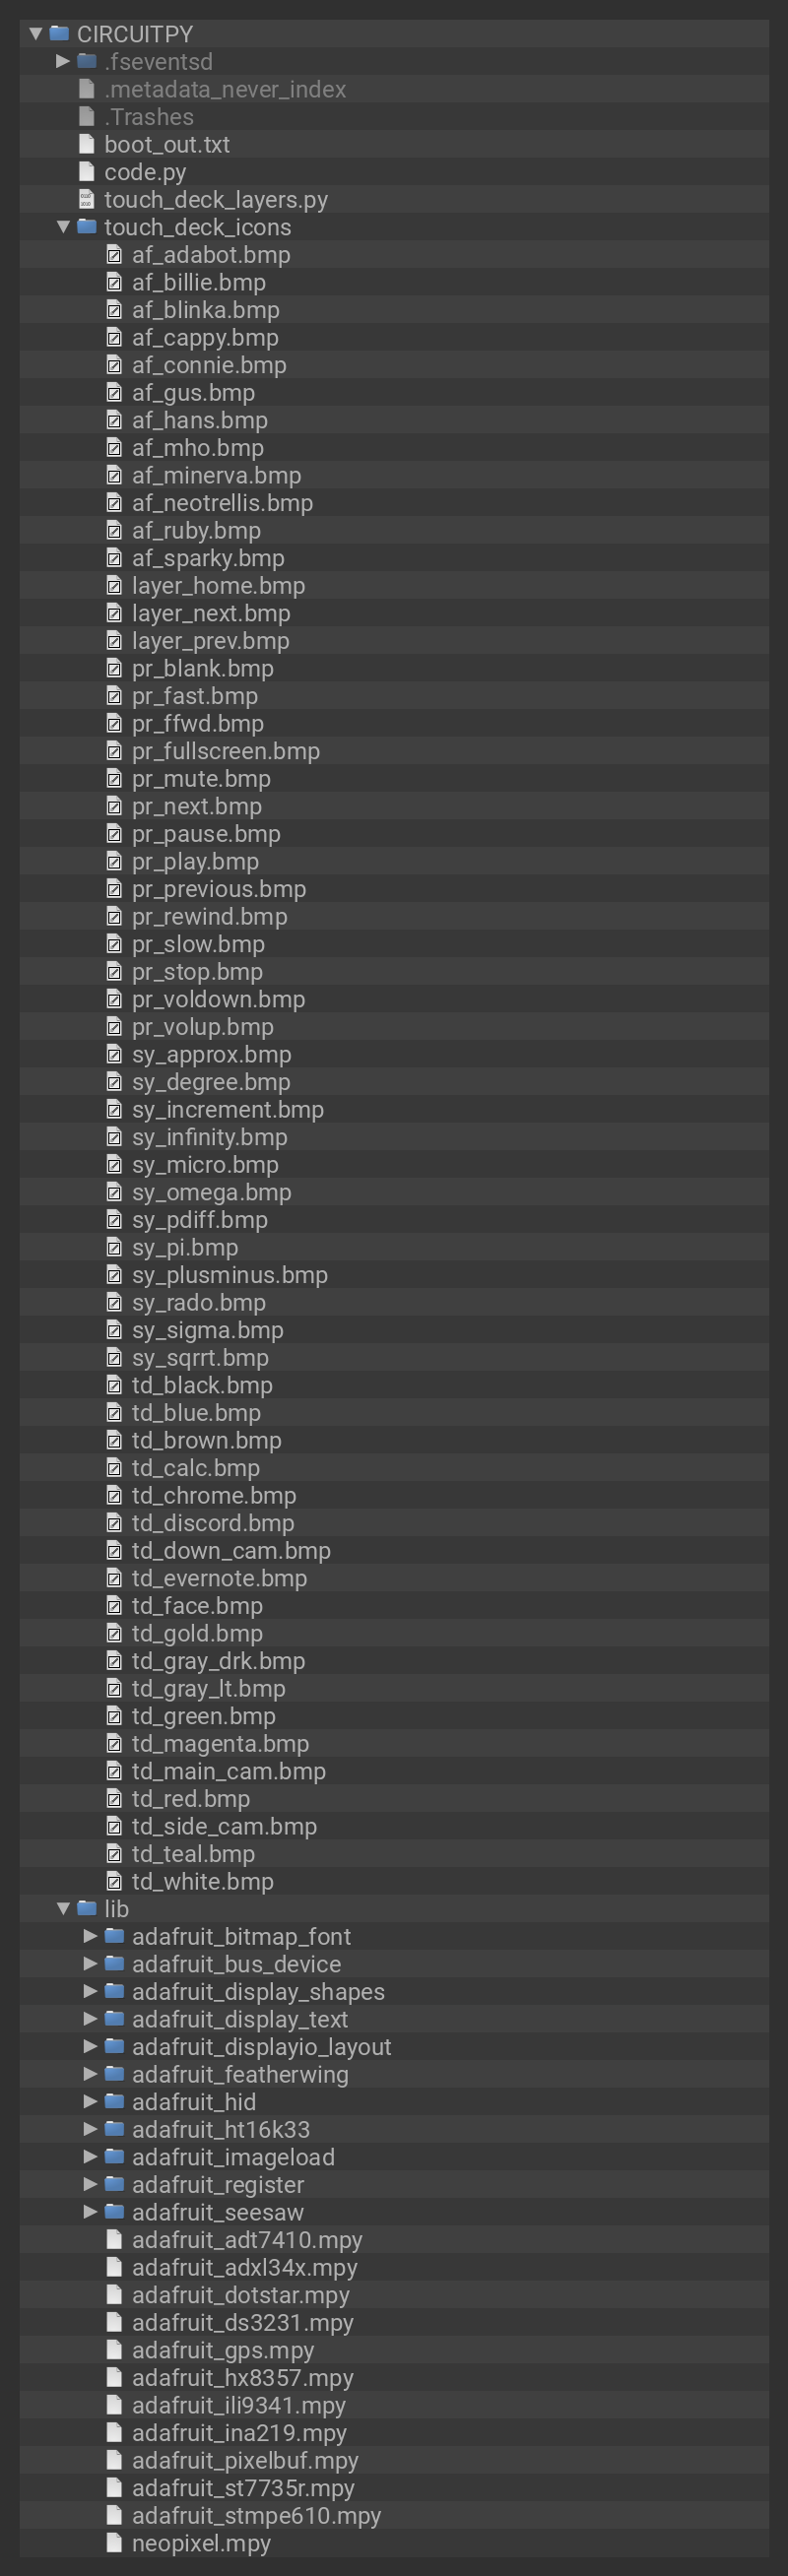 CIRCUITPY
.fseventsd
.metadata_never_index
.Trashes
boot_out.txt
code.py
touch_deck_layers.py
touch_deck_icons
af_adabot.bmp
af_billie.bmp
af_blinka.bmp
af_cappy.bmp
af_connie.bmp
af_gus.bmp
af_hans.bmp
af_mho.bmp
af_minerva.bmp
af_neotrellis.bmp
af_ruby.bmp
af_sparky.bmp
layer_home.bmp
layer_next.bmp
layer_prev.bmp
pr_blank.bmp
pr_fast.bmp
pr_ffwd.bmp
pr_fullscreen.bmp
pr_mute.bmp
pr_next.bmp
pr_pause.bmp
pr_play.bmp
pr_previous.bmp
pr_rewind.bmp
pr_slow.bmp
pr_stop.bmp
pr_voldown.bmp
pr_volup.bmp
sy_approx.bmp
sy_degree.bmp
sy_increment.bmp
sy_infinity.bmp
sy_micro.bmp
sy_omega.bmp
sy_pdiff.bmp
sy_pi.bmp
sy_plusminus.bmp
sy_rado.bmp
sy_sigma.bmp
sy_sqrrt.bmp
td_black.bmp
td_blue.bmp
td_brown.bmp
td_calc.bmp
td_chrome.bmp
td_discord.bmp
td_down_cam.bmp
td_evernote.bmp
td_face.bmp
td_gold.bmp
td_gray_drk.bmp
td_gray_lt.bmp
td_green.bmp
td_magenta.bmp
td_main_cam.bmp
td_red.bmp
td_side_cam.bmp
td_teal.bmp
td_white.bmp
lib
adafruit_bitmap_font
adafruit_bus_device
adafruit_display_shapes
adafruit_display_text
adafruit_displayio_layout
adafruit_featherwing
adafruit_hid
adafruit_ht16k33
adafruit_imageload
adafruit_register
adafruit_seesaw
adafruit_adt7410.mpy
adafruit_adxl34x.mpy
adafruit_dotstar.mpy
adafruit_ds3231.mpy
adafruit_gps.mpy
adafruit_hx8357.mpy
adafruit_ili9341.mpy
adafruit_ina219.mpy
adafruit_pixelbuf.mpy
adafruit_st7735r.mpy
adafruit_stmpe610.mpy
neopixel.mpy